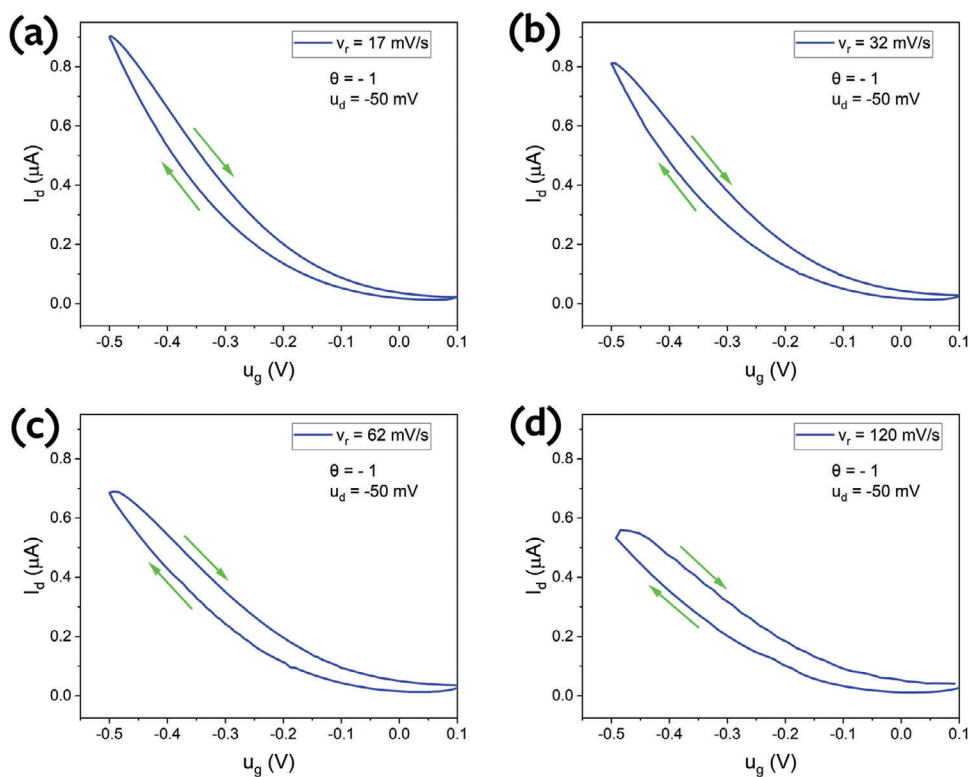 (a)
v_r = 17 mV/s
θ = - 1
u_d = -50 mV
0.8
0.6
0.4
0.2
0.0
I_d (μA)
-0.5 -0.4 -0.3 -0.2 -0.1 0.0 0.1
u_g (V)
(b)
v_r = 32 mV/s
θ = - 1
u_d = -50 mV
0.8
0.6
0.4
0.2
0.0
I_d (μA)
-0.5 -0.4 -0.3 -0.2 -0.1 0.0 0.1
u_g (V)
(c)
v_r = 62 mV/s
θ = - 1
u_d = -50 mV
0.8
0.6
0.4
0.2
0.0
I_d (μA)
-0.5 -0.4 -0.3 -0.2 -0.1 0.0 0.1
u_g (V)
(d)
v_r = 120 mV/s
θ = - 1
u_d = -50 mV
0.8
0.6
0.4
0.2
0.0
I_d (μA)
-0.5 -0.4 -0.3 -0.2 -0.1 0.0 0.1
u_g (V)